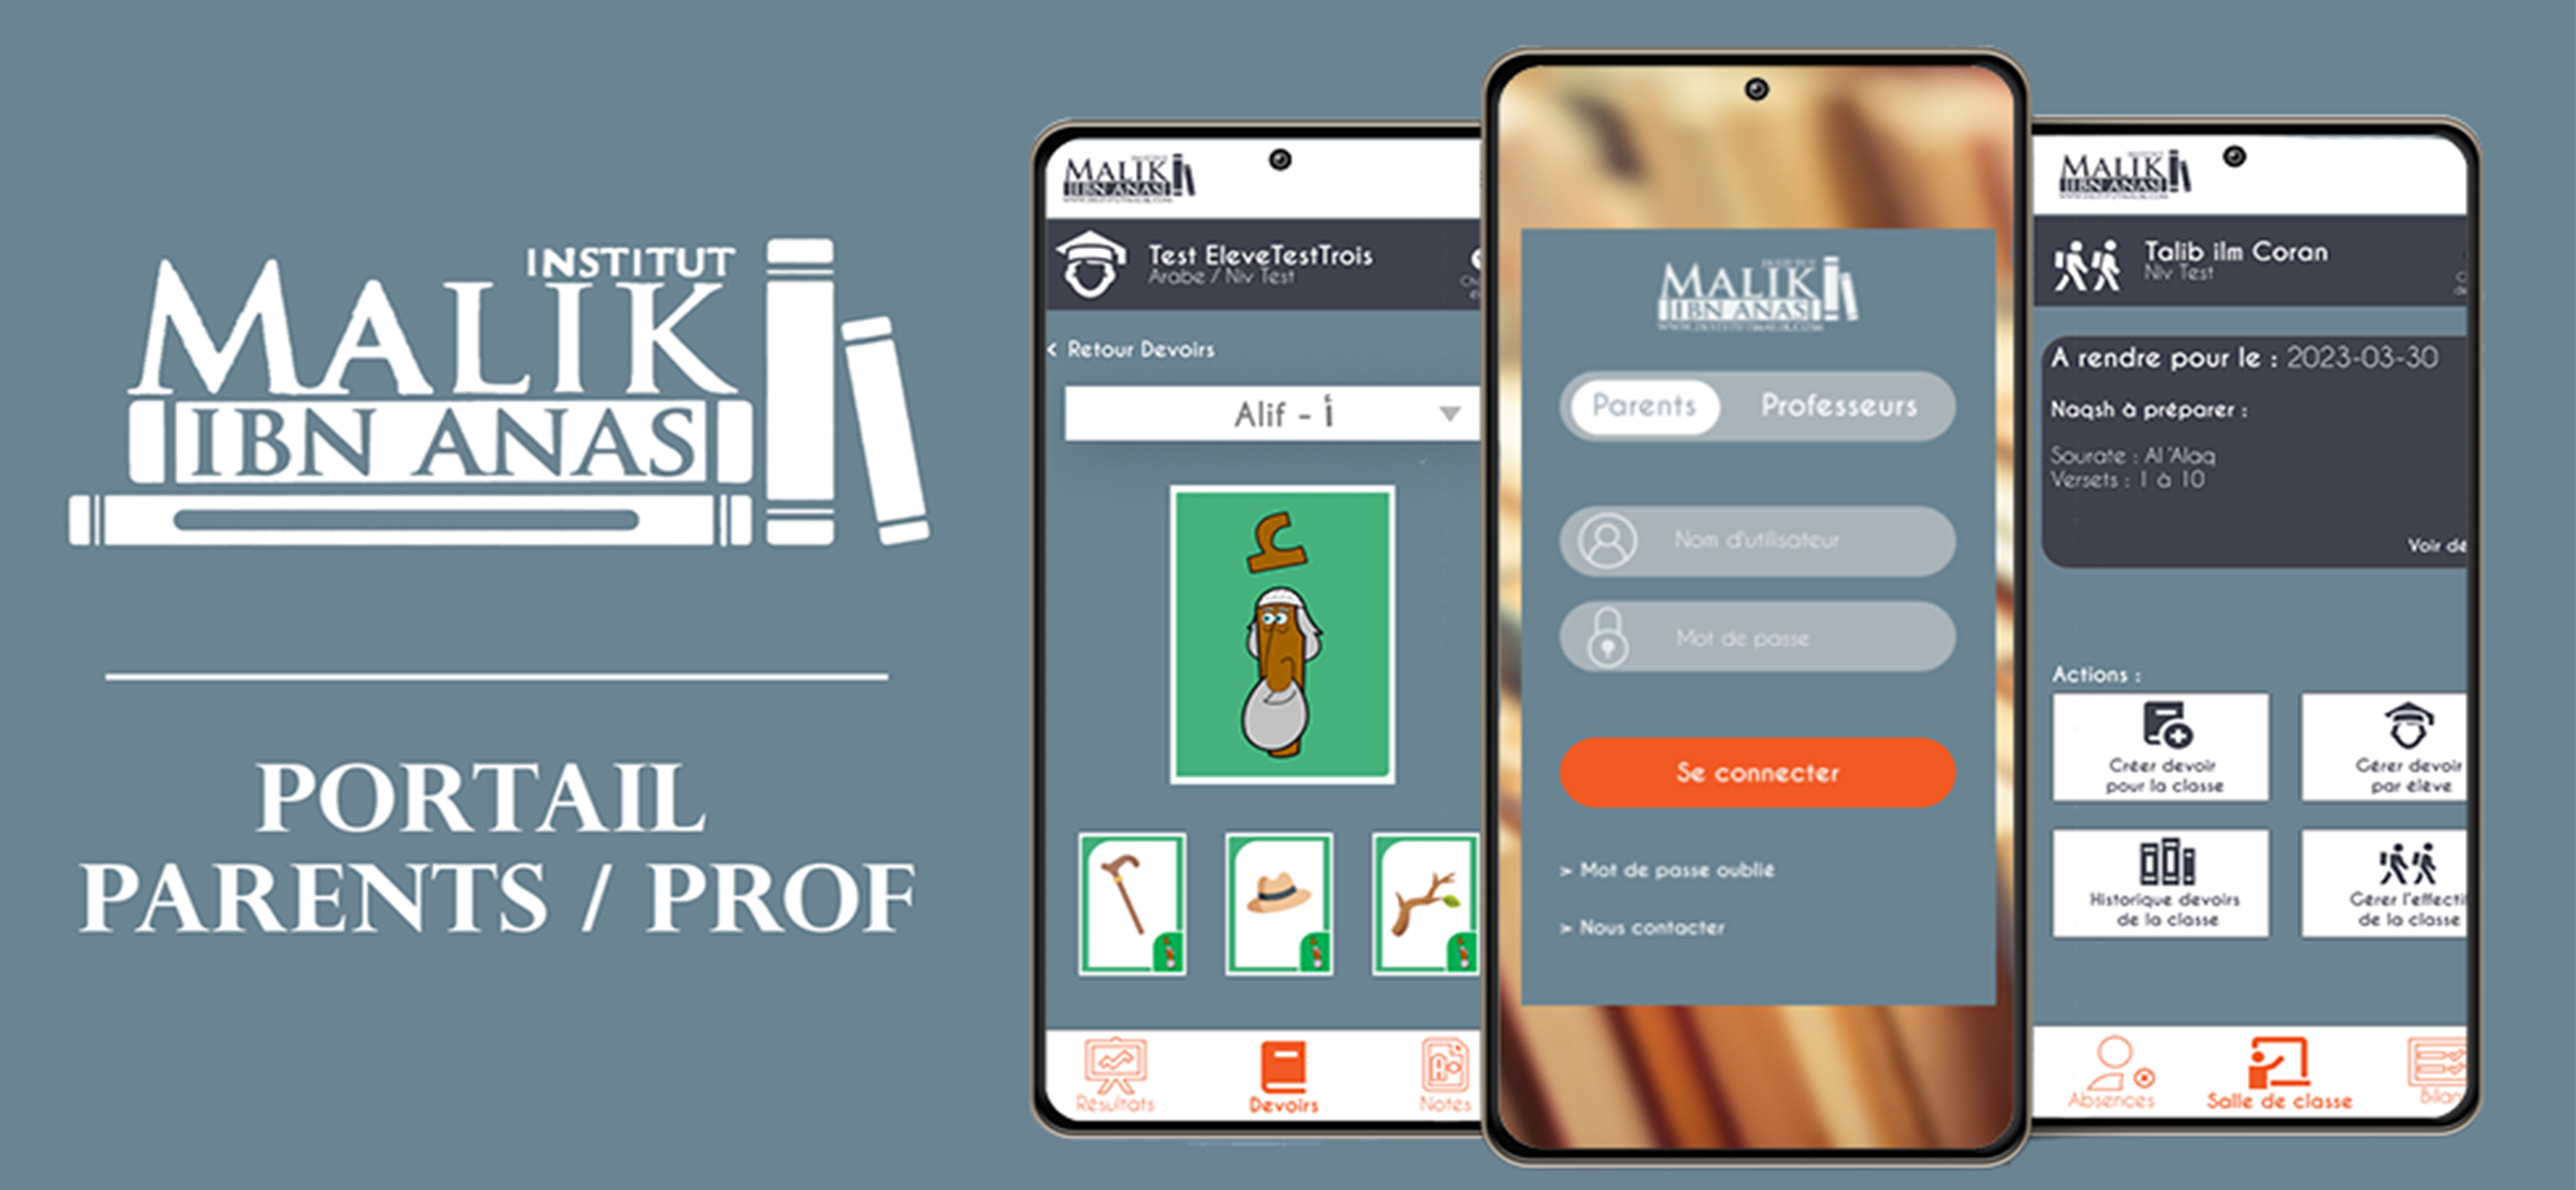 INSTITUT
MALIK
IBN ANAS
PORTAIL
PARENTS / PROF
MALIK
IBN ANAS
Test EleveTestTrois
Arabe / Niv Test
< Retour Devoirs
Alif - أ
Résultats
Devoirs
Notes
MALIK
IBN ANAS
Parents
Professeurs
Nom d'utilisateur
Mot de passe
Se connecter
> Mot de passe oublié
> Nous contacter
MALIK
IBN ANAS
Talib ilm Coran
Niv Test
A rendre pour le : 2023-03-30
Naqsh à préparer :
Sourate : Al 'Alaq
Versets : 1 à 10
Voir dé
Actions :
Créer devoir
pour la classe
Gérer devoir
par élève
Historique devoirs
de la classe
Gérer l'effecti
de la classe
Absences
Salle de classe
Bilan